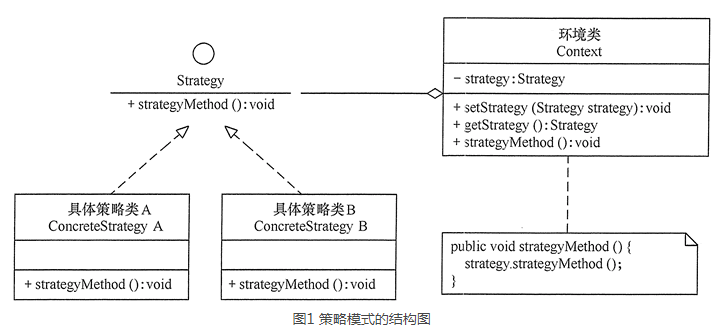 Strategy
+ strategyMethod ():void
环境类
Context
− strategy:Strategy
+ setStrategy (Strategy strategy):void
+ getStrategy ():Strategy
+ strategyMethod ():void
具体策略类A
ConcreteStrategy A
+ strategyMethod ():void
具体策略类B
ConcreteStrategy B
+ strategyMethod ():void
public void strategyMethod () {
strategy.strategyMethod ();
}
图1 策略模式的结构图